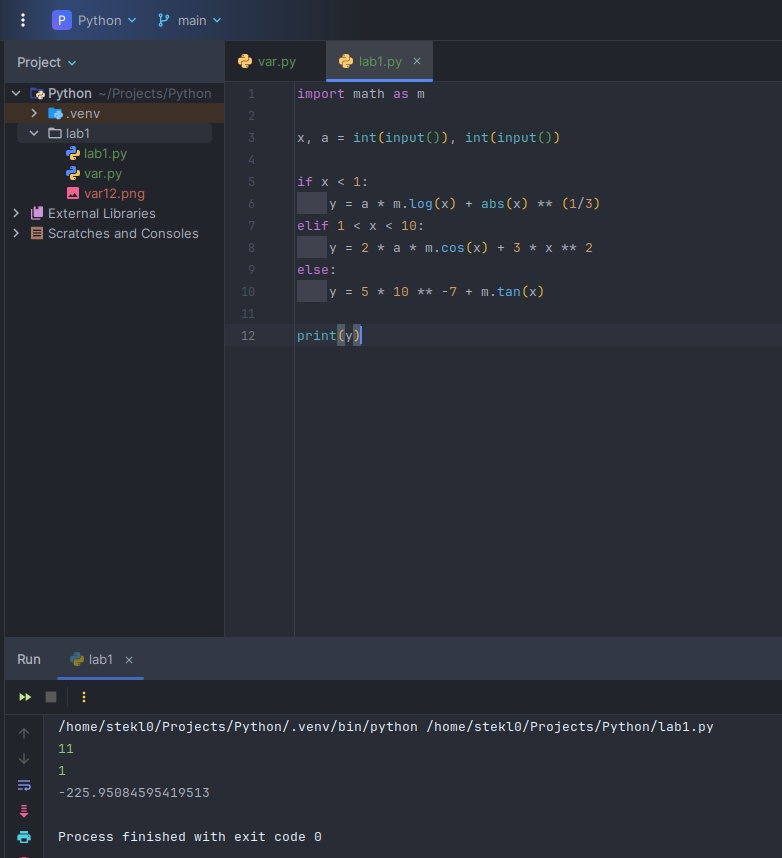 P Python main
Project
var.py lab1.py ×
Python ~/Projects/Python
.venv
lab1
lab1.py
var.py
var12.png
External Libraries
Scratches and Consoles
1 import math as m
2
3 x, a = int(input()), int(input())
4
5 if x < 1:
6 y = a * m.log(x) + abs(x) ** (1/3)
7 elif 1 < x < 10:
8 y = 2 * a * m.cos(x) + 3 * x ** 2
9 else:
10 y = 5 * 10 ** -7 + m.tan(x)
11
12 print(y)
Run lab1 ×
/home/stekl0/Projects/Python/.venv/bin/python /home/stekl0/Projects/Python/lab1.py
11
1
-225.95084595419513
Process finished with exit code 0